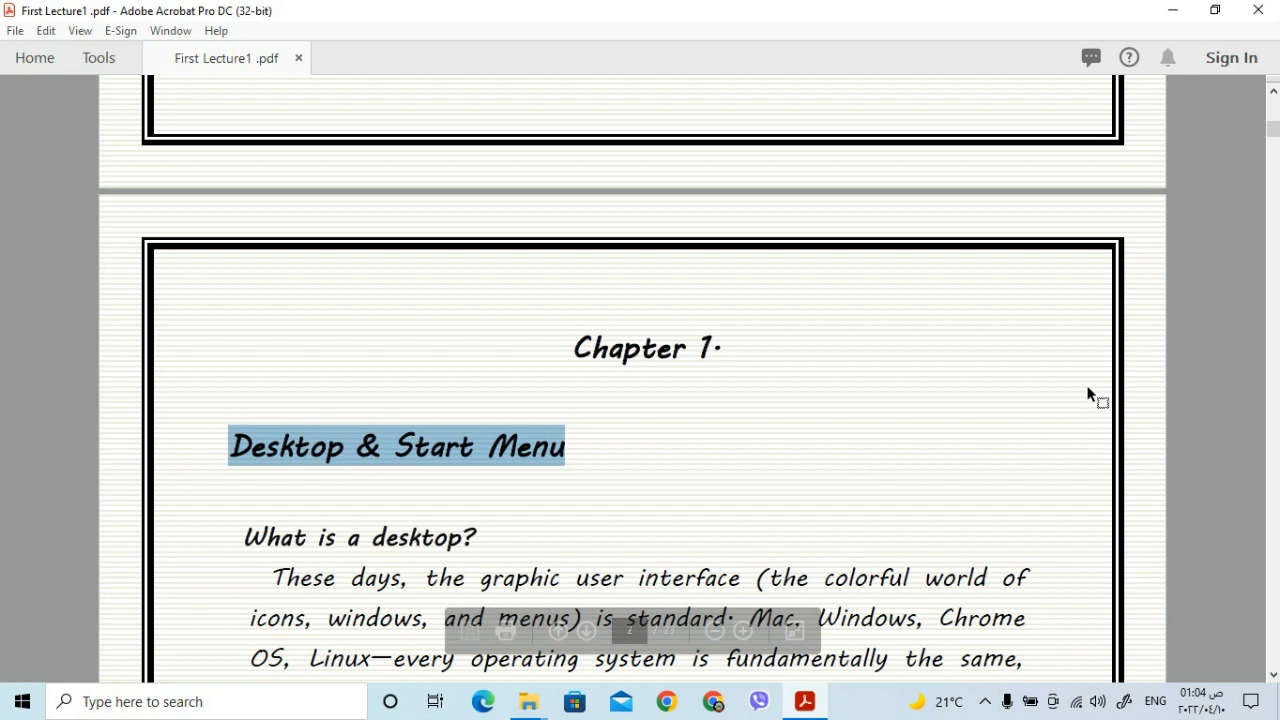 First Lecture1 .pdf - Adobe Acrobat Pro DC (32-bit)
File Edit View E-Sign Window Help
Home Tools First Lecture1 .pdf × Sign In
Chapter 1.
Desktop & Start Menu
What is a desktop?
These days, the graphic user interface (the colorful world of
icons, windows, and menus) is standard. Mac, Windows, Chrome
OS, Linux—every operating system is fundamentally the same,
2 / 25
Type here to search
21°C ENG
01:04 ص